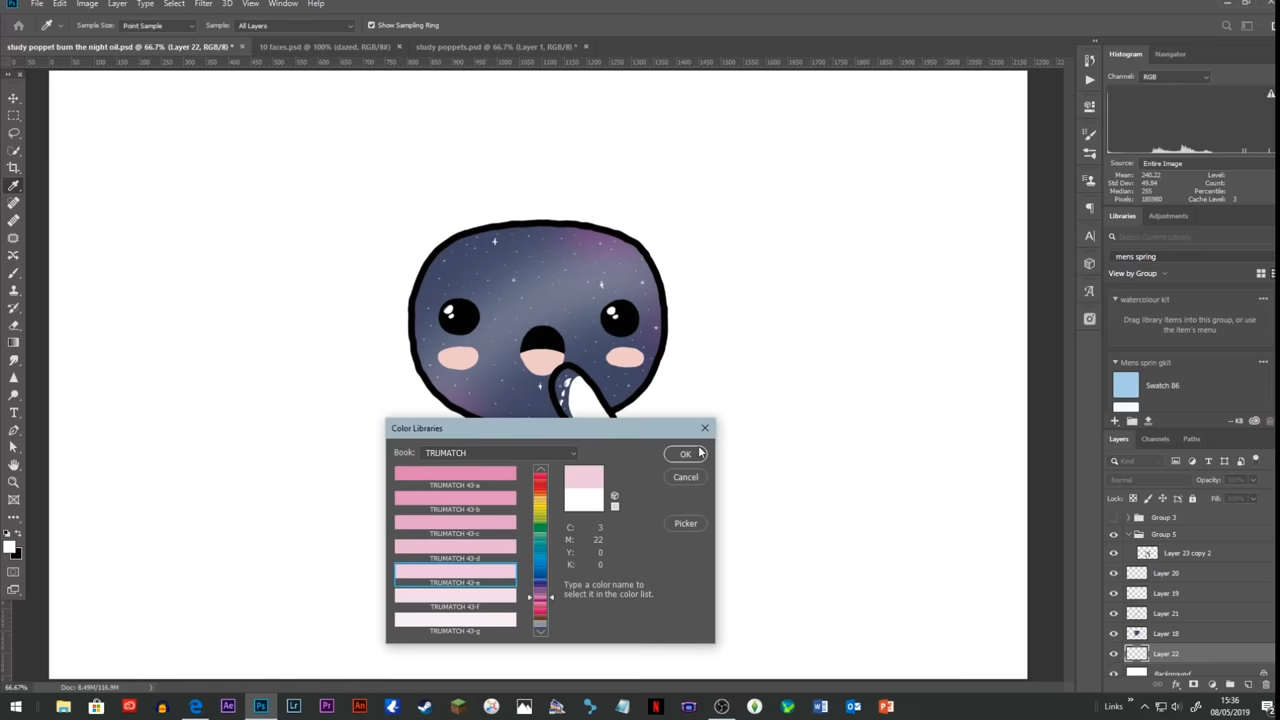 Ps File Edit Image Layer Type Select Filter 3D View Window Help
Sample Size: Point Sample Sample: All Layers Show Sampling Ring
study poppet burn the night oil.psd @ 66.7% (Layer 22, RGB/8) * 10 faces.psd @ 100% (dazed, RGB/8#) study poppets.psd @ 66.7% (Layer 1, RGB/8) *
Histogram Navigator
Channel: RGB
Source: Entire Image
Mean: 240.22 Level:
Std Dev: 49.84 Count:
Median: 255 Percentile:
Pixels: 185980 Cache Level: 3
Libraries Adjustments
Search Current Library
mens spring
View by Group
watercolour kit
Drag library items into this group, or use
the item's menu
Mens sprin gkit
Swatch 86
-- KB
Layers Channels Paths
Kind
Normal Opacity: 100%
Lock: Fill: 100%
Group 3
Group 5
Layer 23 copy 2
Layer 20
Layer 19
Layer 21
Layer 18
Layer 22
Background
Color Libraries
Book: TRUMATCH
OK
Cancel
Picker
TRUMATCH 43-a
TRUMATCH 43-b
TRUMATCH 43-c
TRUMATCH 43-d
TRUMATCH 43-e
TRUMATCH 43-f
TRUMATCH 43-g
C: 3
M: 22
Y: 0
K: 0
Type a color name to
select it in the color list.
66.67% Doc: 8.49M/116.9M
Links 15:36
08/05/2019